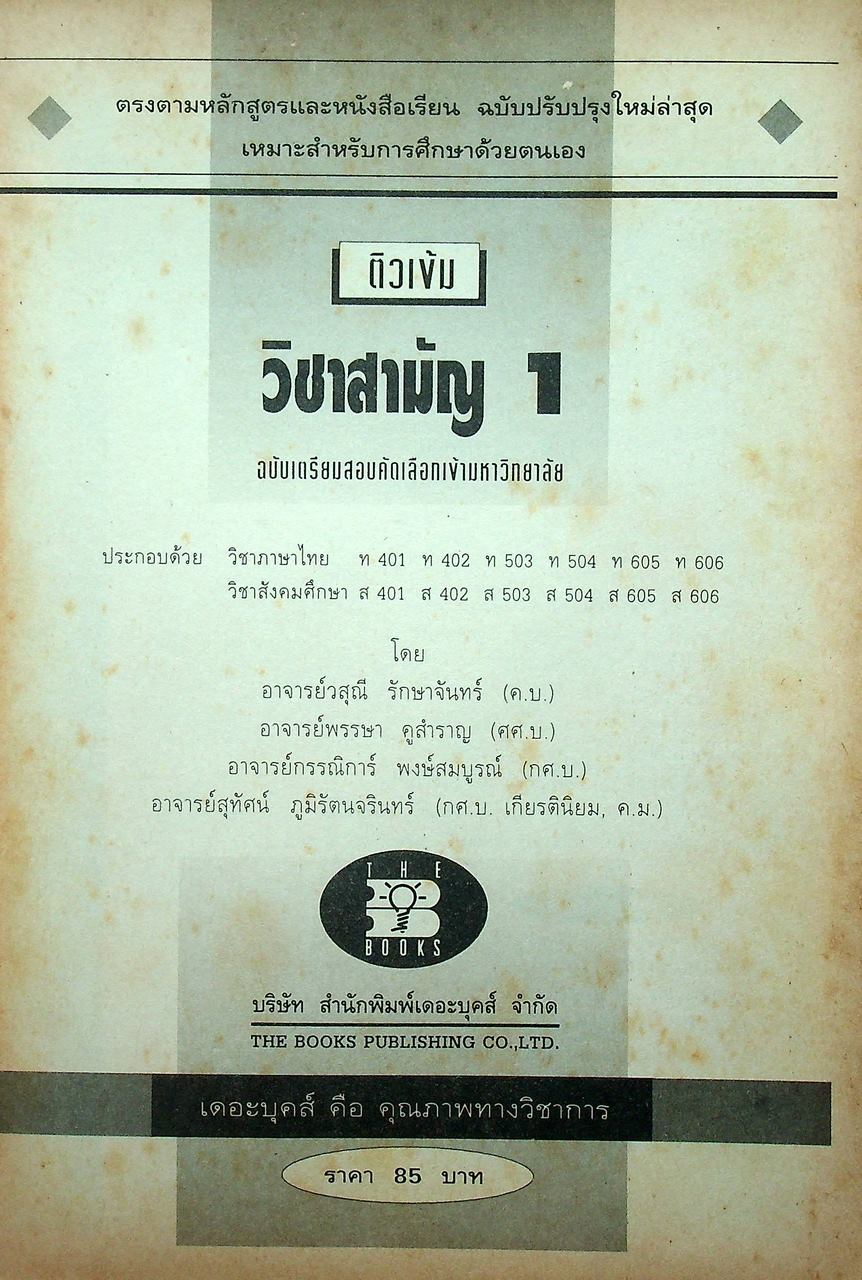 ตรงตามหลักสูตรและหนังสือเรียน ฉบับปรับปรุงใหม่ล่าสุด
เหมาะสำหรับการศึกษาด้วยตนเอง
ติวเข้ม
วิชาสามัญ 1
ฉบับเตรียมสอบคัดเลือกเข้ามหาวิทยาลัย
ประกอบด้วย วิชาภาษาไทย ท 401 ท 402 ท 503 ท 504 ท 605 ท 606
วิชาสังคมศึกษา ส 401 ส 402 ส 503 ส 504 ส 605 ส 606
โดย
อาจารย์วสุณี รักษาจันทร์ (ค.บ.)
อาจารย์พรรษา คูสำราญ (ศศ.บ.)
อาจารย์กรรณิการ์ พงษ์สมบูรณ์ (กศ.บ.)
อาจารย์สุทัศน์ ภูมิรัตนจรินทร์ (กศ.บ. เกียรตินิยม, ค.ม.)
THE
BOOKS
บริษัท สำนักพิมพ์เดอะบุคส์ จำกัด
THE BOOKS PUBLISHING CO.,LTD.
เดอะบุคส์ คือ คุณภาพทางวิชาการ
ราคา 85 บาท